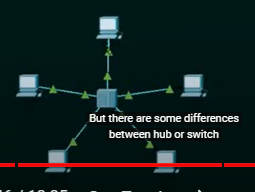 But there are some differences
between hub or switch